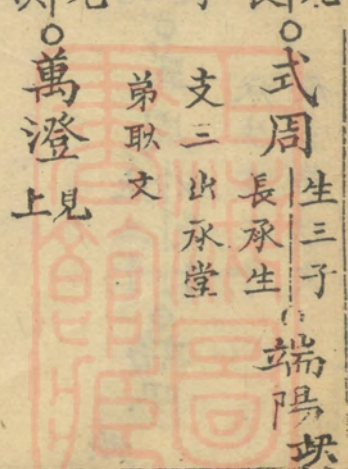 式周
生三子
長承生
端陽
支三出承堂
弟耿文
萬澄
見上